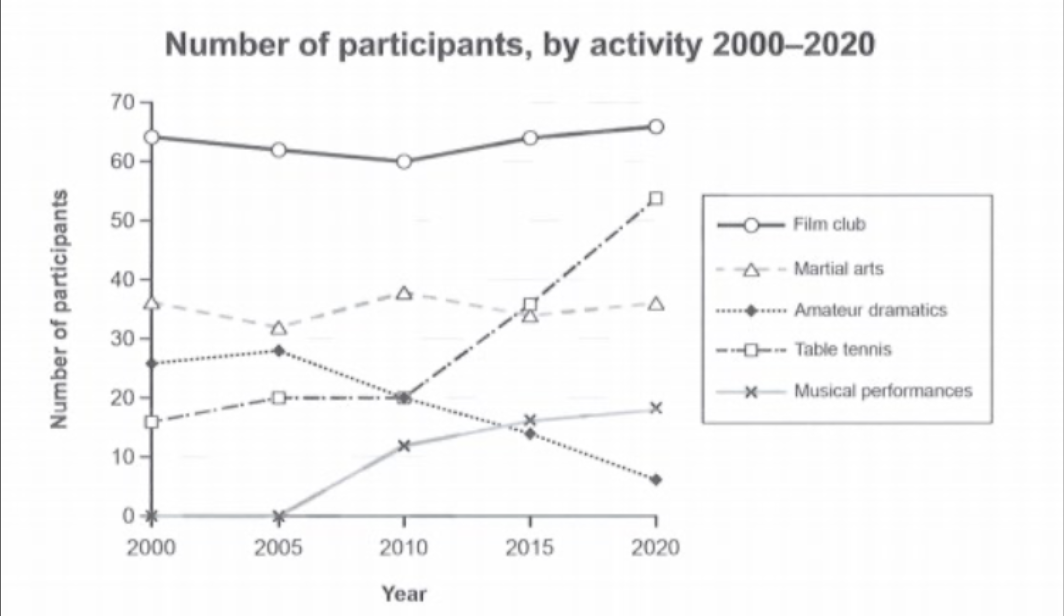 Number of participants, by activity 2000–2020
Number of participants
70
60
50
40
30
20
10
0
2000 2005 2010 2015 2020
Year
Film club
Martial arts
Amateur dramatics
Table tennis
Musical performances